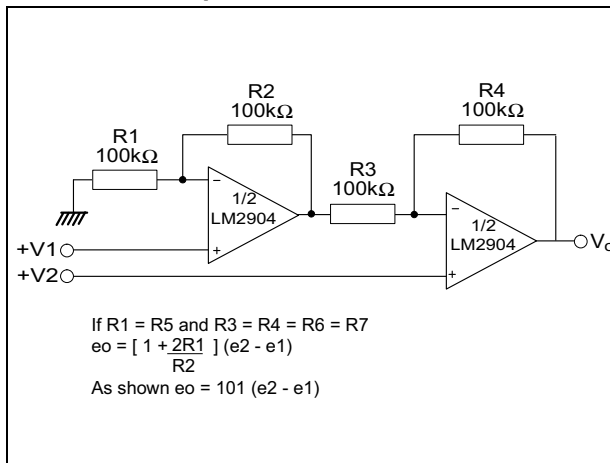 R2
100kΩ
R4
100kΩ
R1
100kΩ
R3
100kΩ
1/2
LM2904
1/2
LM2904
+V1
+V2
If R1 = R5 and R3 = R4 = R6 = R7
eo = [ 1 + 2R1 ] (e2 - e1)
R2
As shown eo = 101 (e2 - e1)